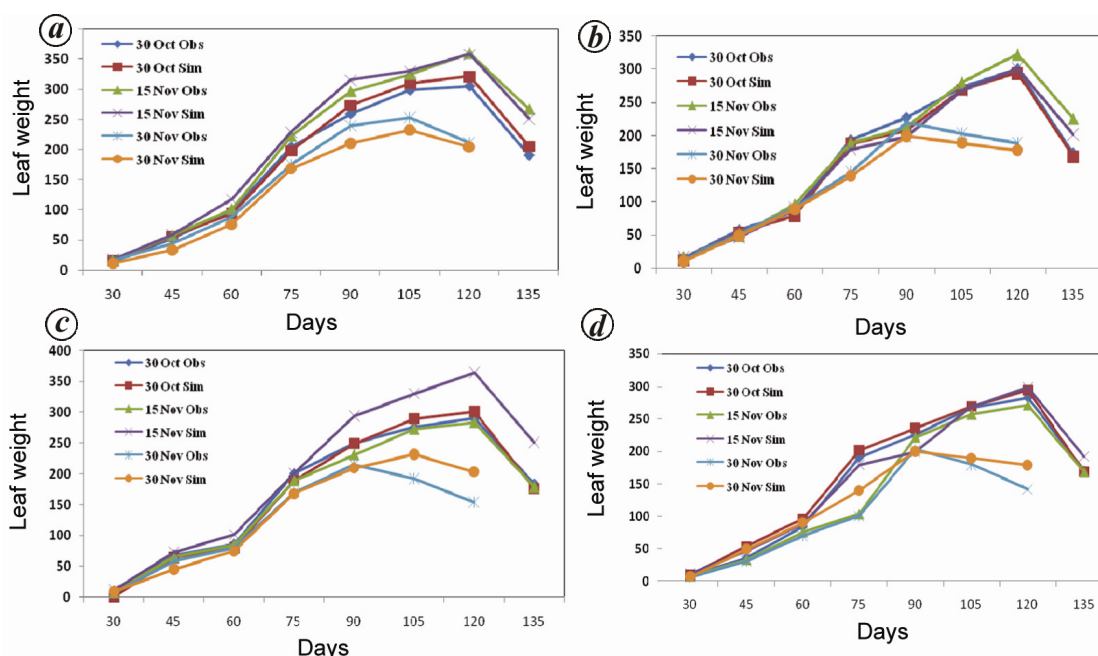 a
30 Oct Obs
30 Oct Sim
15 Nov Obs
15 Nov Sim
30 Nov Obs
30 Nov Sim
Leaf weight
350
300
250
200
150
100
50
0
30 45 60 75 90 105 120 135
Days
b
30 Oct Obs
30 Oct Sim
15 Nov Obs
15 Nov Sim
30 Nov Obs
30 Nov Sim
Leaf weight
350
300
250
200
150
100
50
0
30 45 60 75 90 105 120 135
Days
c
30 Oct Obs
30 Oct Sim
15 Nov Obs
15 Nov Sim
30 Nov Obs
30 Nov Sim
Leaf weight
400
350
300
250
200
150
100
50
0
30 45 60 75 90 105 120 135
Days
d
30 Oct Obs
30 Oct Sim
15 Nov Obs
15 Nov Sim
30 Nov Obs
30 Nov Sim
Leaf weight
350
300
250
200
150
100
50
0
30 45 60 75 90 105 120 135
Days